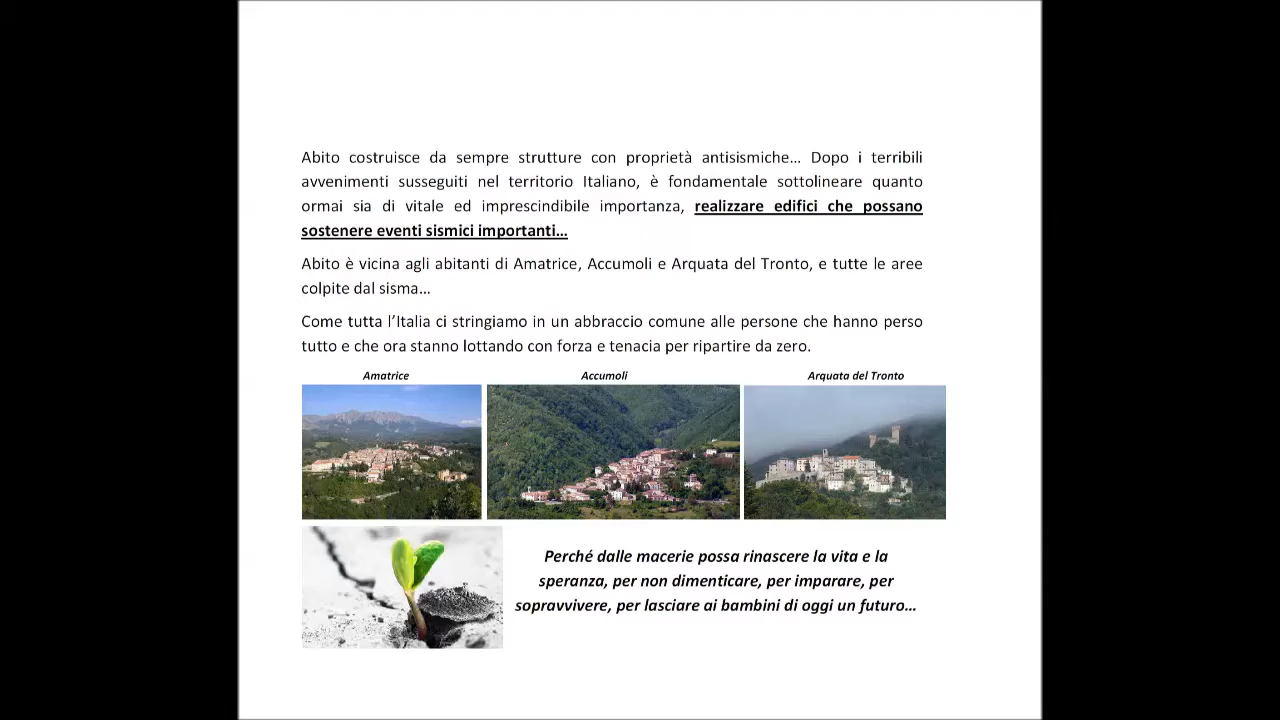 Abito costruisce da sempre strutture con proprietà antisismiche... Dopo i terribili
avvenimenti susseguiti nel territorio Italiano, è fondamentale sottolineare quanto
ormai sia di vitale ed imprescindibile importanza, realizzare edifici che possano
sostenere eventi sismici importanti...
Abito è vicina agli abitanti di Amatrice, Accumoli e Arquata del Tronto, e tutte le aree
colpite dal sisma...
Come tutta l'Italia ci stringiamo in un abbraccio comune alle persone che hanno perso
tutto e che ora stanno lottando con forza e tenacia per ripartire da zero.
Amatrice
Accumoli
Arquata del Tronto
Perché dalle macerie possa rinascere la vita e la
speranza, per non dimenticare, per imparare, per
sopravvivere, per lasciare ai bambini di oggi un futuro...